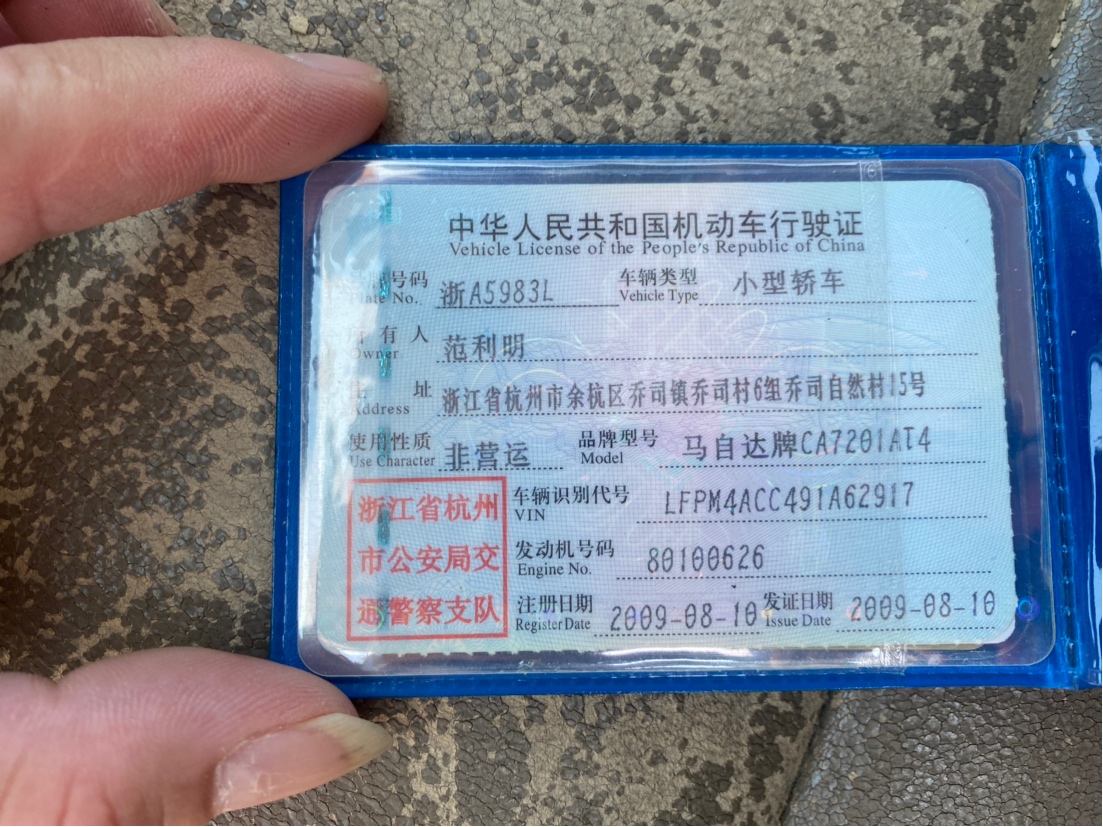 中华人民共和国机动车行驶证
Vehicle License of the People's Republic of China
号码 浙A5983L 车辆类型 小型轿车
Plate No. Vehicle Type
所有人 范利明
Owner
住址 浙江省杭州市余杭区乔司镇乔司村6组乔司自然村15号
Address
使用性质 非营运 品牌型号 马自达牌CA7201AT4
Use Character Model
车辆识别代号 LFPM4ACC491A62917
VIN
发动机号码 80100626
Engine No.
注册日期 2009-08-10 发证日期 2009-08-10
Register Date Issue Date
浙江省杭州
市公安局交
通警察支队